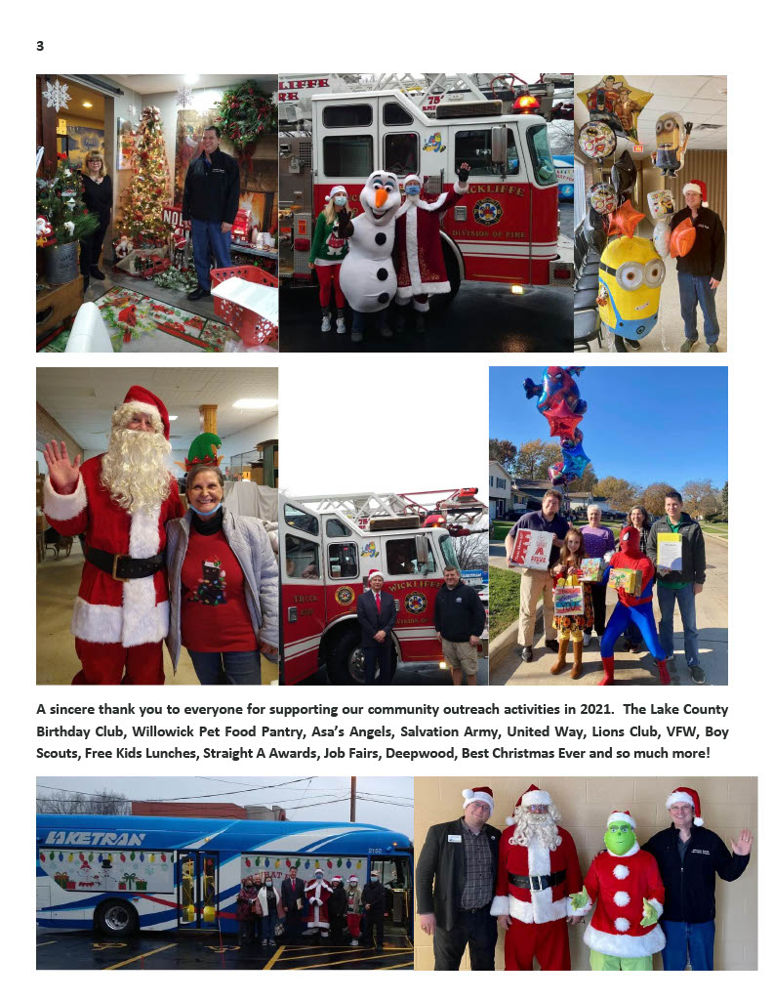 3
WICKLIFFE
DIVISION OF FIRE
A sincere thank you to everyone for supporting our community outreach activities in 2021.  The Lake County
Birthday Club, Willowick Pet Food Pantry, Asa's Angels, Salvation Army, United Way, Lions Club, VFW, Boy
Scouts, Free Kids Lunches, Straight A Awards, Job Fairs, Deepwood, Best Christmas Ever and so much more!
WICKLIFFE
TRUCK
LAKETRAN
2102